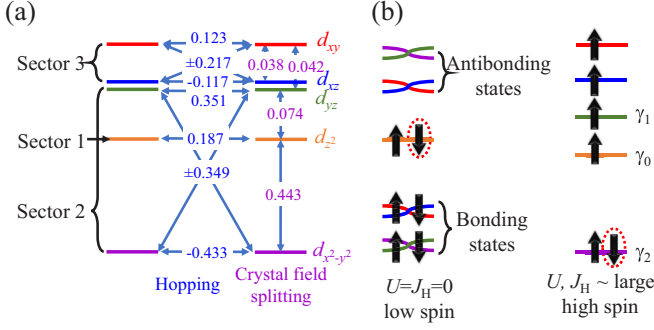 (a)
0.123
d_xy
Sector 3
±0.217
0.038
0.042
-0.117
d_xz
0.351
d_yz
0.074
Sector 1
0.187
d_z²
±0.349
Sector 2
0.443
-0.433
d_x²-y²
Hopping
Crystal field
splitting
(b)
Antibonding
states
Bonding
states
U=J_H=0
low spin
γ₁
γ₀
γ₂
U, J_H ~ large
high spin